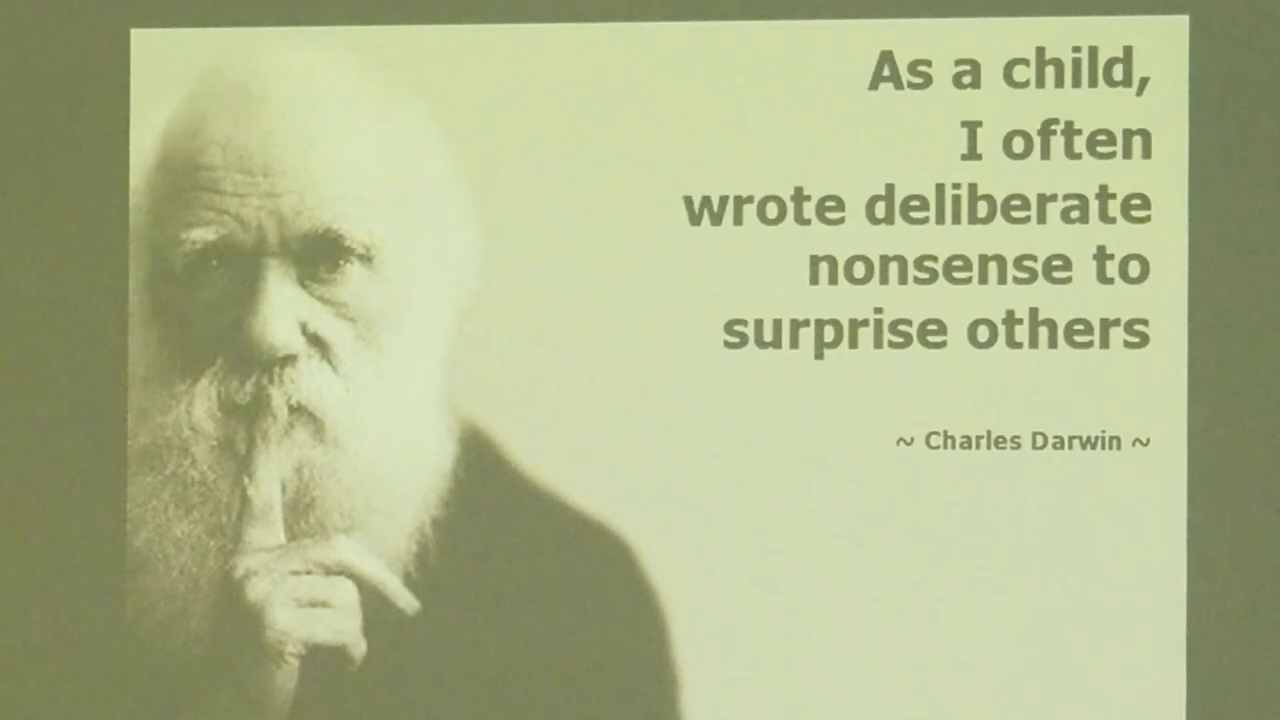 As a child,
I often
wrote deliberate
nonsense to
surprise others
~ Charles Darwin ~